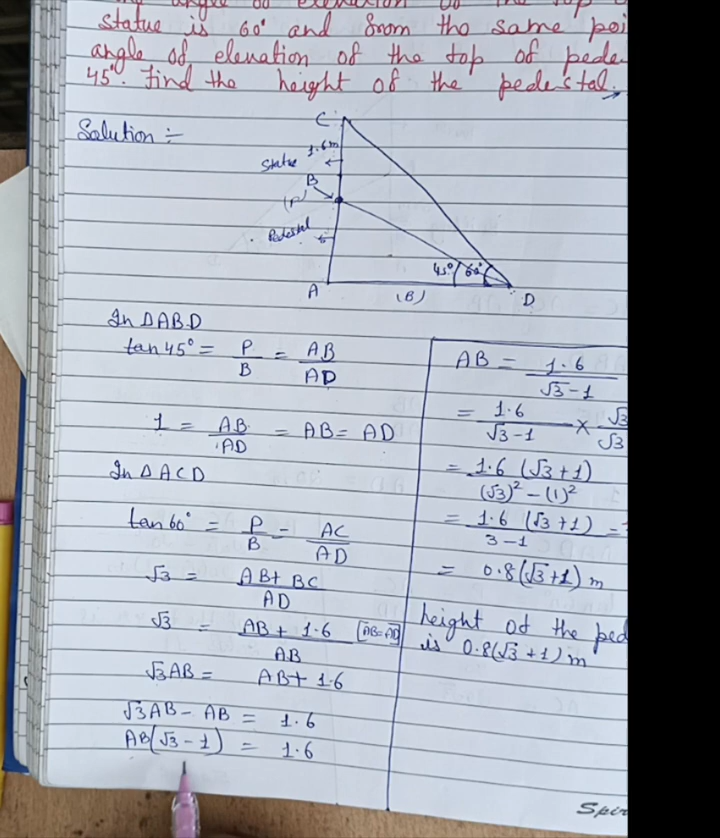 statue is 60° and from the same poi
angle of elevation of the top of pede
45°. Find the height of the pedestal.
Solution :-
C
1.6m
Statue
B
(P)
Pedestal
45° 60°
A (B) D
In ΔABD
tan 45° = P/B = AB/AD
1 = AB/AD = AB = AD
In ΔACD
tan 60° = P/B = AC/AD
√3 = AB + BC/AD
√3 = AB + 1.6/AB [AB=AD]
√3AB = AB + 1.6
√3AB - AB = 1.6
AB(√3 - 1) = 1.6
AB = 1.6/√3 - 1
= 1.6/√3 - 1 × √3/√3
= 1.6 (√3 + 1)/(√3)² - (1)²
= 1.6 (√3 + 1)/3 - 1 =
= 0.8(√3 + 1) m
height of the ped
is 0.8(√3 + 1) m
Spir